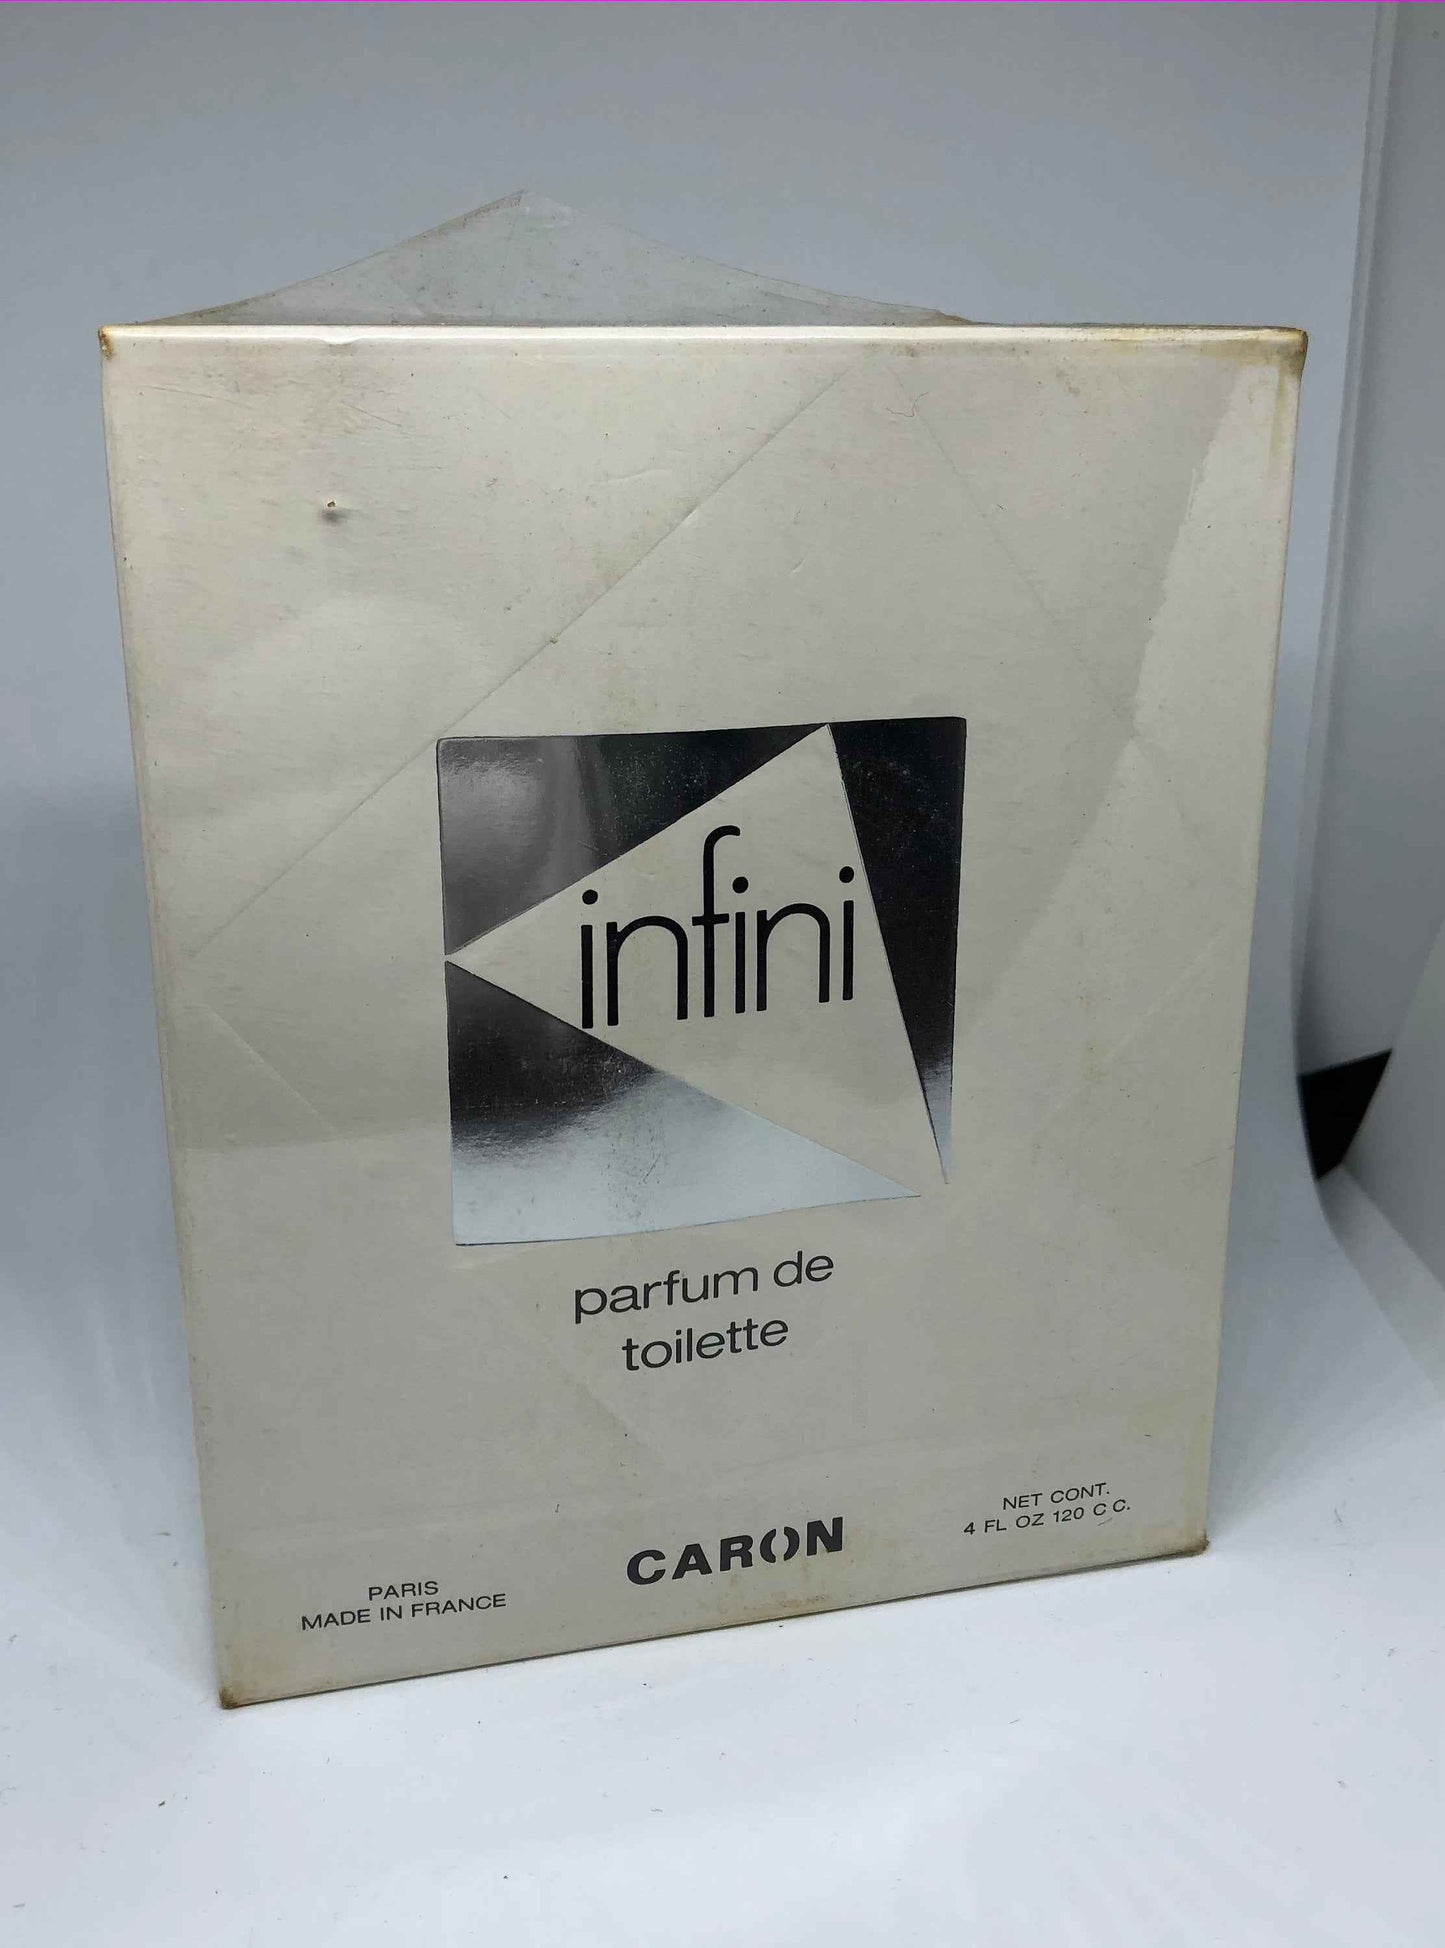 infini
parfum de
toilette
NET CONT.
4 FL OZ 120 C C.
CARON
PARIS
MADE IN FRANCE